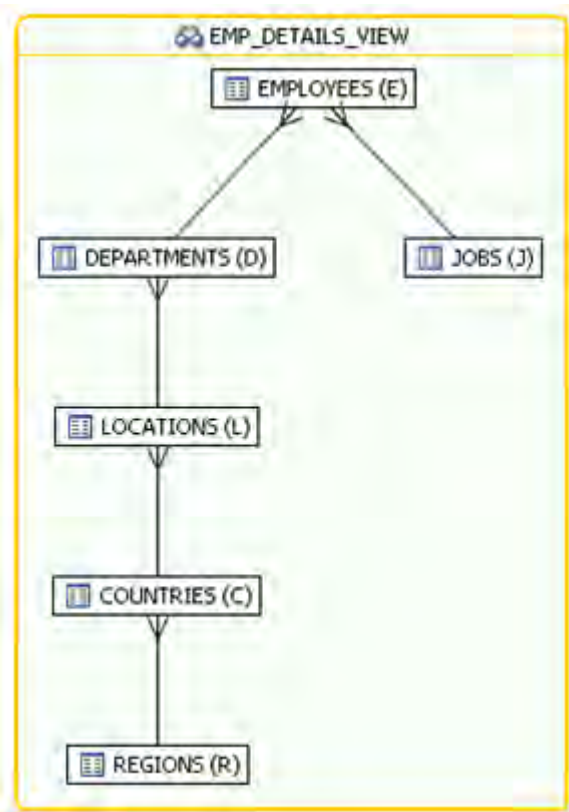 EMP_DETAILS_VIEW
EMPLOYEES (E)
DEPARTMENTS (D)
JOBS (J)
LOCATIONS (L)
COUNTRIES (C)
REGIONS (R)